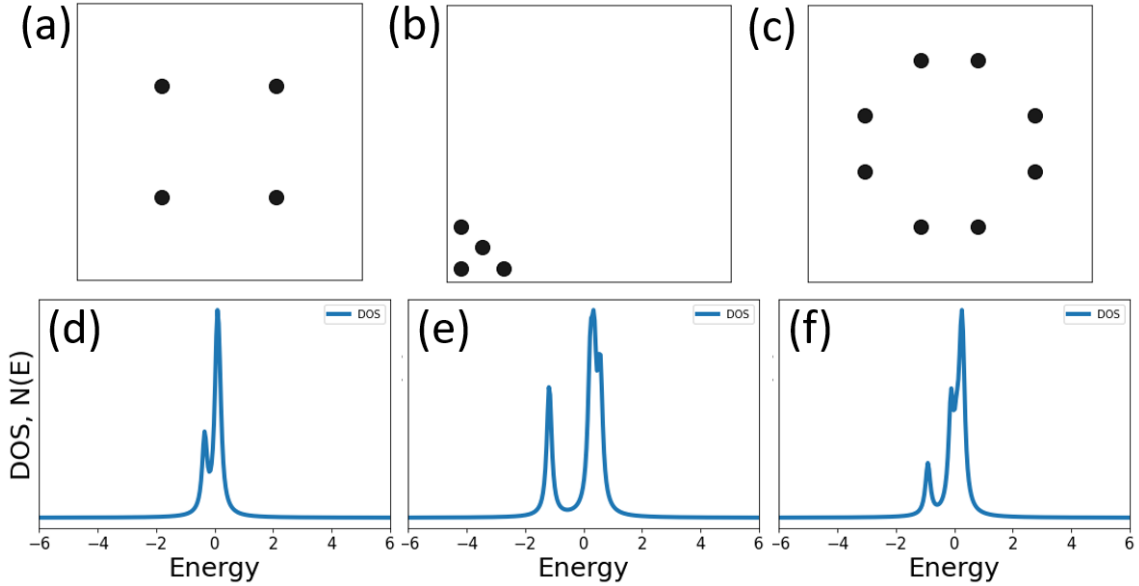 (a)
(b)
(c)
(d)
DOS
(e)
DOS
(f)
DOS
DOS, N(E)
−6 −4 −2 0 2 4 6
−6 −4 −2 0 2 4 6
−6 −4 −2 0 2 4 6
Energy
Energy
Energy